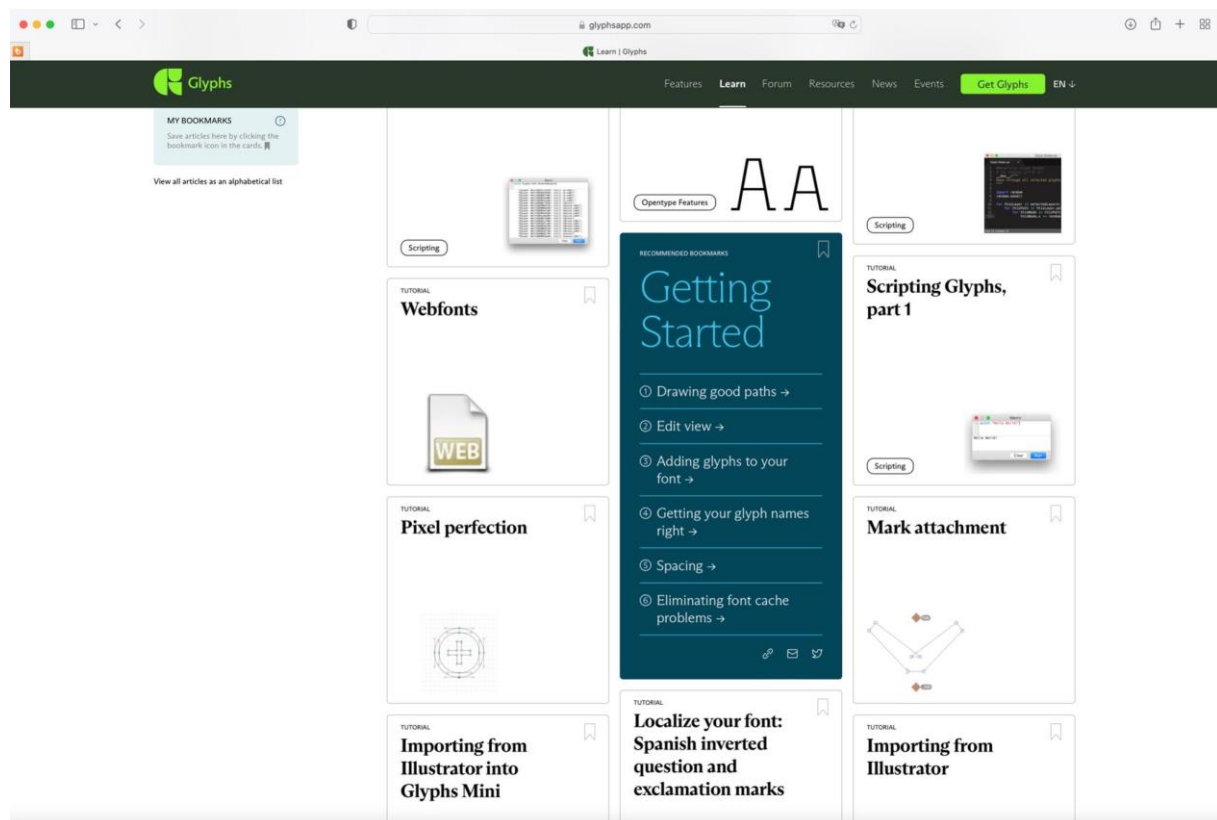 glyphsapp.com
Learn | Glyphs
Glyphs
Features Learn Forum Resources News Events Get Glyphs EN ↓
MY BOOKMARKS
Save articles here by clicking the
bookmark icon in the cards.
View all articles as an alphabetical list
Scripting
Opentype Features
AA
Scripting
TUTORIAL
Webfonts
WEB
TUTORIAL
Pixel perfection
TUTORIAL
Importing from
Illustrator into
Glyphs Mini
RECOMMENDED BOOKMARKS
Getting
Started
① Drawing good paths →
② Edit view →
③ Adding glyphs to your
font →
④ Getting your glyph names
right →
⑤ Spacing →
⑥ Eliminating font cache
problems →
TUTORIAL
Localize your font:
Spanish inverted
question and
exclamation marks
TUTORIAL
Scripting Glyphs,
part 1
Scripting
TUTORIAL
Mark attachment
TUTORIAL
Importing from
Illustrator